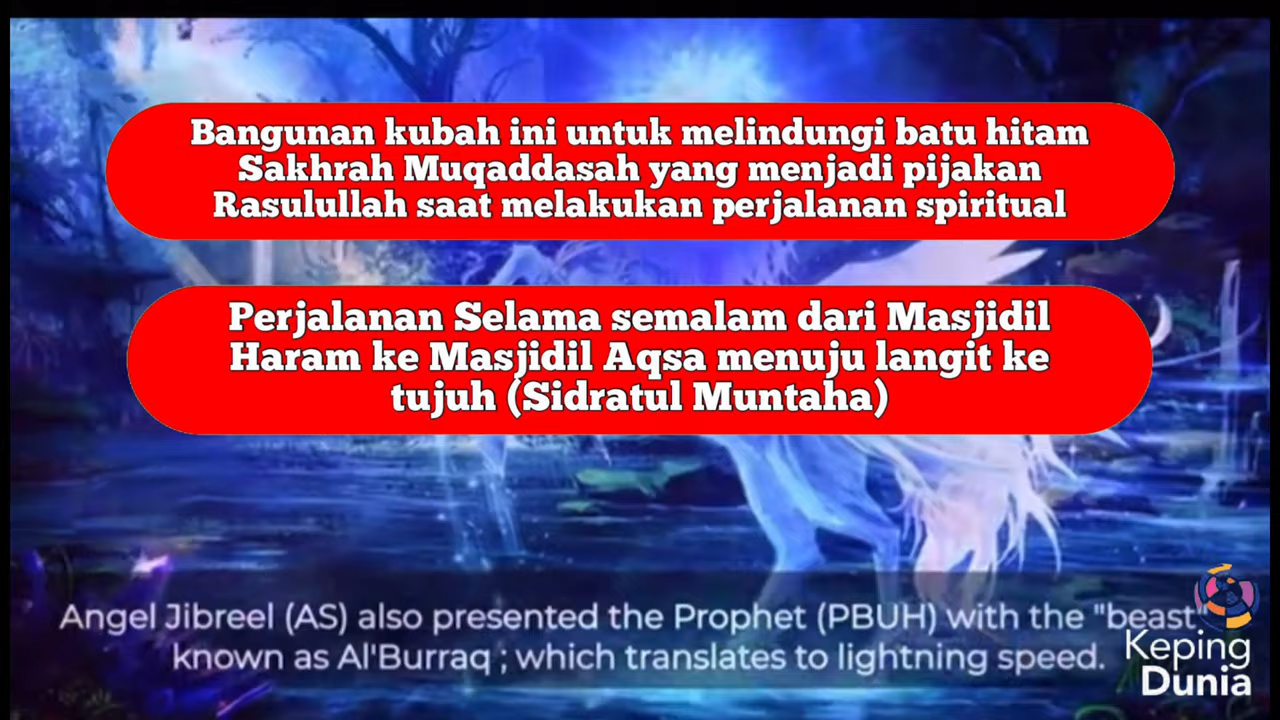 Bangunan kubah ini untuk melindungi batu hitam
Sakhrah Muqaddasah yang menjadi pijakan
Rasulullah saat melakukan perjalanan spiritual
Perjalanan Selama semalam dari Masjidil
Haram ke Masjidil Aqsa menuju langit ke
tujuh (Sidratul Muntaha)
Angel Jibreel (AS) also presented the Prophet (PBUH) with the "beast"
known as Al'Burraq ; which translates to lightning speed.
Keping
Dunia